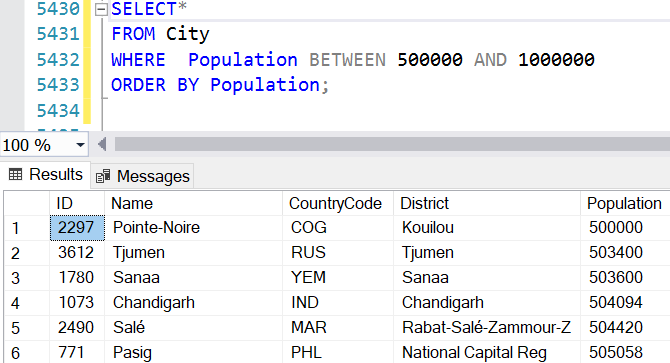 5430 SELECT*
5431 FROM City
5432 WHERE  Population BETWEEN 500000 AND 1000000
5433 ORDER BY Population;
5434
100 %
Results Messages
ID Name CountryCode District Population
1 2297 Pointe-Noire COG Kouilou 500000
2 3612 Tjumen RUS Tjumen 503400
3 1780 Sanaa YEM Sanaa 503600
4 1073 Chandigarh IND Chandigarh 504094
5 2490 Salé MAR Rabat-Salé-Zammour-Z 504420
6 771 Pasig PHL National Capital Reg 505058